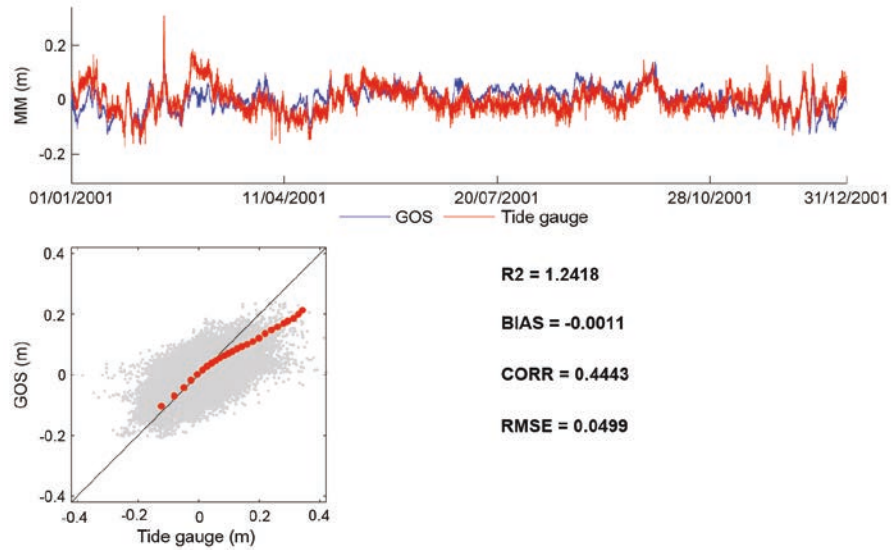 MM (m)
0.2
0
-0.2
01/01/2001 11/04/2001 20/07/2001 28/10/2001 31/12/2001
GOS Tide gauge
GOS (m)
0.4
0.2
0
-0.2
-0.4
-0.4 -0.2 0 0.2 0.4
Tide gauge (m)
R2 = 1.2418
BIAS = -0.0011
CORR = 0.4443
RMSE = 0.0499